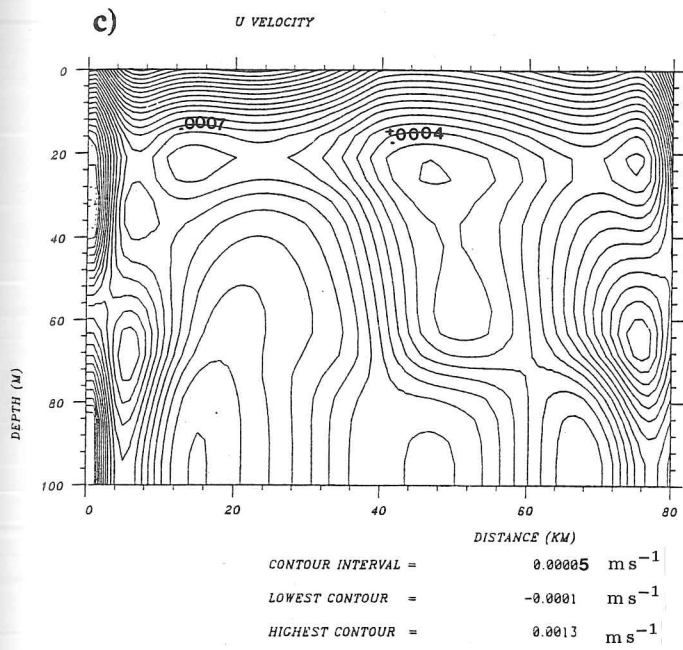 c)
U VELOCITY
0
-.0007
+.0004
20
40
60
80
100
DEPTH (M)
0 20 40 60 80
DISTANCE (KM)
CONTOUR INTERVAL = 0.00005 m s⁻¹
LOWEST CONTOUR = -0.0001 m s⁻¹
HIGHEST CONTOUR = 0.0013 m s⁻¹